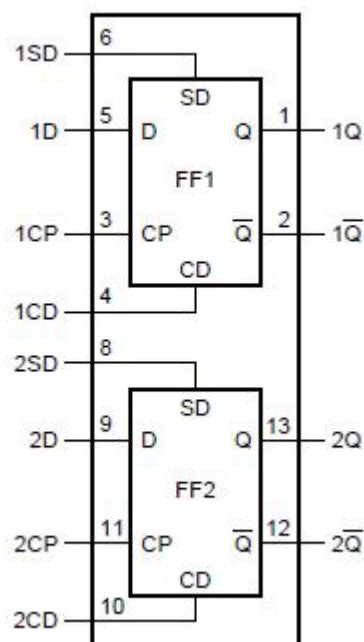 6
1SD
SD
5
1
1D
D
Q
1Q
FF1
3
2
1CP
CP
Q̅
1Q̅
CD
4
1CD
8
2SD
SD
9
13
2D
D
Q
2Q
FF2
11
12
2CP
CP
Q̅
2Q̅
CD
10
2CD